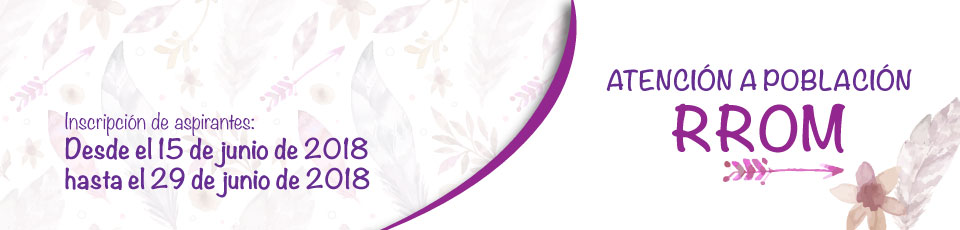 Inscripción de aspirantes:
Desde el 15 de junio de 2018
hasta el 29 de junio de 2018
ATENCIÓN A POBLACIÓN
RROM